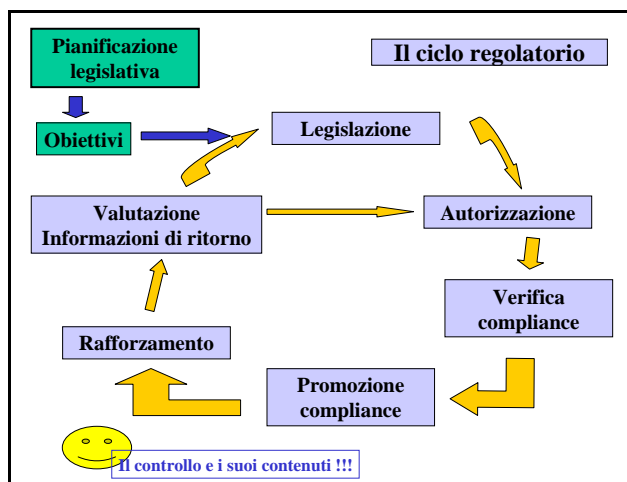 Pianificazione
legislativa
Il ciclo regolatorio
Obiettivi
Legislazione
Valutazione
Informazioni di ritorno
Autorizzazione
Verifica
compliance
Rafforzamento
Promozione
compliance
Il controllo e i suoi contenuti !!!